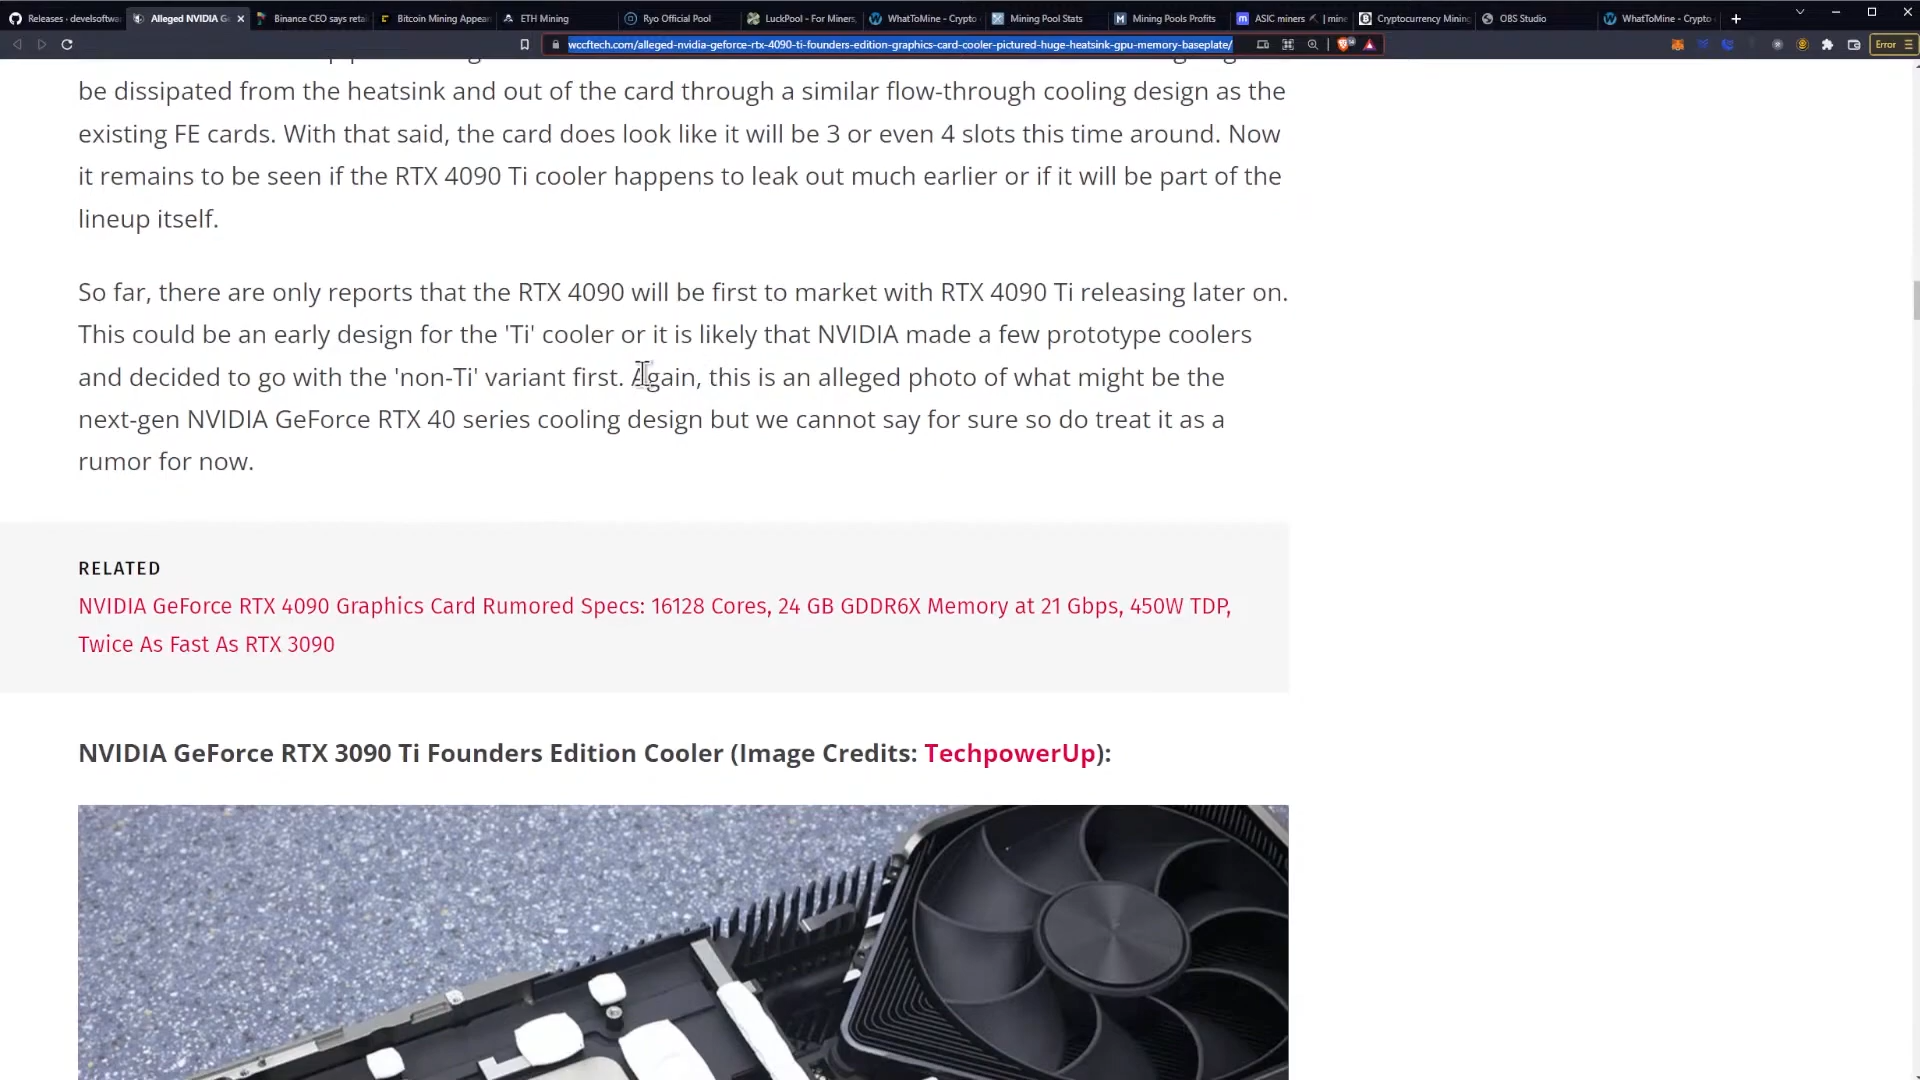 Releases · develsoftwa
Alleged NVIDIA G
Binance CEO says retai
Bitcoin Mining Appear
ETH Mining
Ryo Official Pool
LuckPool - For Miners,
WhatToMine - Crypto
Mining Pool Stats
Mining Pools Profits
ASIC miners
mine
Cryptocurrency Mining
OBS Studio
WhatToMine - Crypto
wccftech.com/alleged-nvidia-geforce-rtx-4090-ti-founders-edition-graphics-card-cooler-pictured-huge-heatsink-gpu-memory-baseplate/
Error
be dissipated from the heatsink and out of the card through a similar flow-through cooling design as the
existing FE cards. With that said, the card does look like it will be 3 or even 4 slots this time around. Now
it remains to be seen if the RTX 4090 Ti cooler happens to leak out much earlier or if it will be part of the
lineup itself.
So far, there are only reports that the RTX 4090 will be first to market with RTX 4090 Ti releasing later on.
This could be an early design for the 'Ti' cooler or it is likely that NVIDIA made a few prototype coolers
and decided to go with the 'non-Ti' variant first. Again, this is an alleged photo of what might be the
next-gen NVIDIA GeForce RTX 40 series cooling design but we cannot say for sure so do treat it as a
rumor for now.
RELATED
NVIDIA GeForce RTX 4090 Graphics Card Rumored Specs: 16128 Cores, 24 GB GDDR6X Memory at 21 Gbps, 450W TDP,
Twice As Fast As RTX 3090
NVIDIA GeForce RTX 3090 Ti Founders Edition Cooler (Image Credits: TechpowerUp):